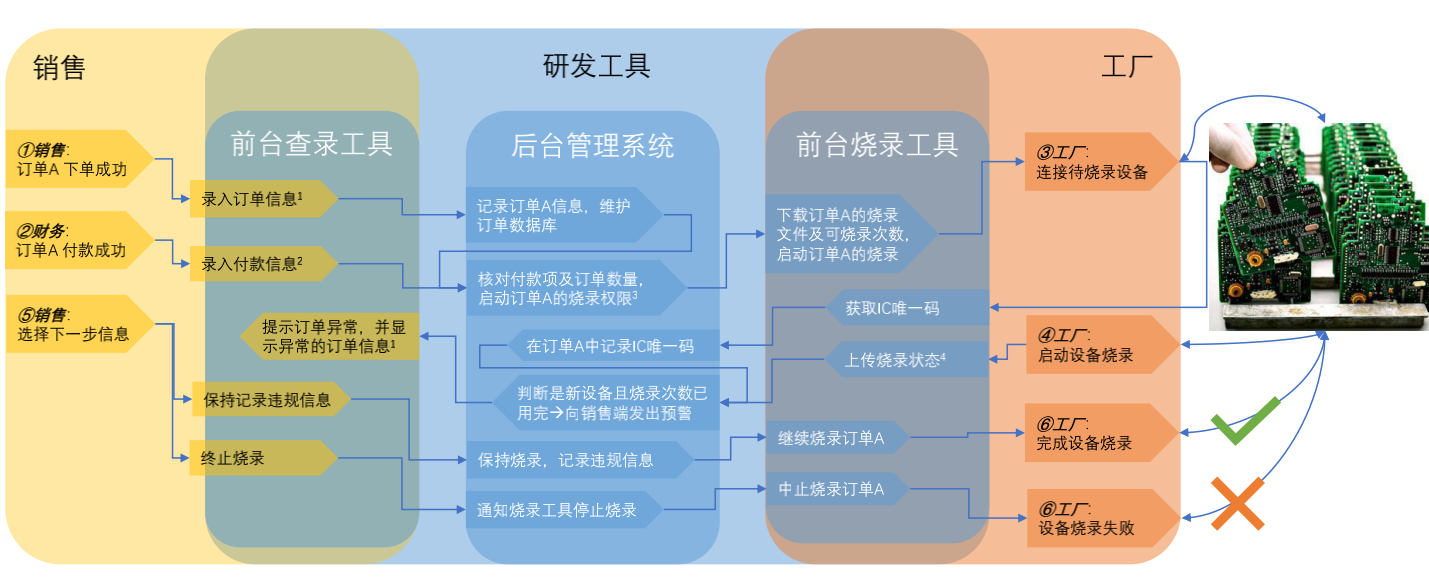 销售
研发工具
工厂
前台查录工具
后台管理系统
前台烧录工具
①销售:
订单A 下单成功
②财务:
订单A 付款成功
⑤销售:
选择下一步信息
录入订单信息¹
录入付款信息²
提示订单异常，并显
示异常的订单信息¹
保持记录违规信息
终止烧录
记录订单A信息，维护
订单数据库
核对付款项及订单数量，
启动订单A的烧录权限³
在订单A中记录IC唯一码
判断是新设备且烧录次数已
用完→向销售端发出预警
保持烧录，记录违规信息
通知烧录工具停止烧录
下载订单A的烧录
文件及可烧录次数，
启动订单A的烧录
获取IC唯一码
上传烧录状态⁴
继续烧录订单A
中止烧录订单A
③工厂:
连接待烧录设备
④工厂:
启动设备烧录
⑥工厂:
完成设备烧录
⑥工厂:
设备烧录失败